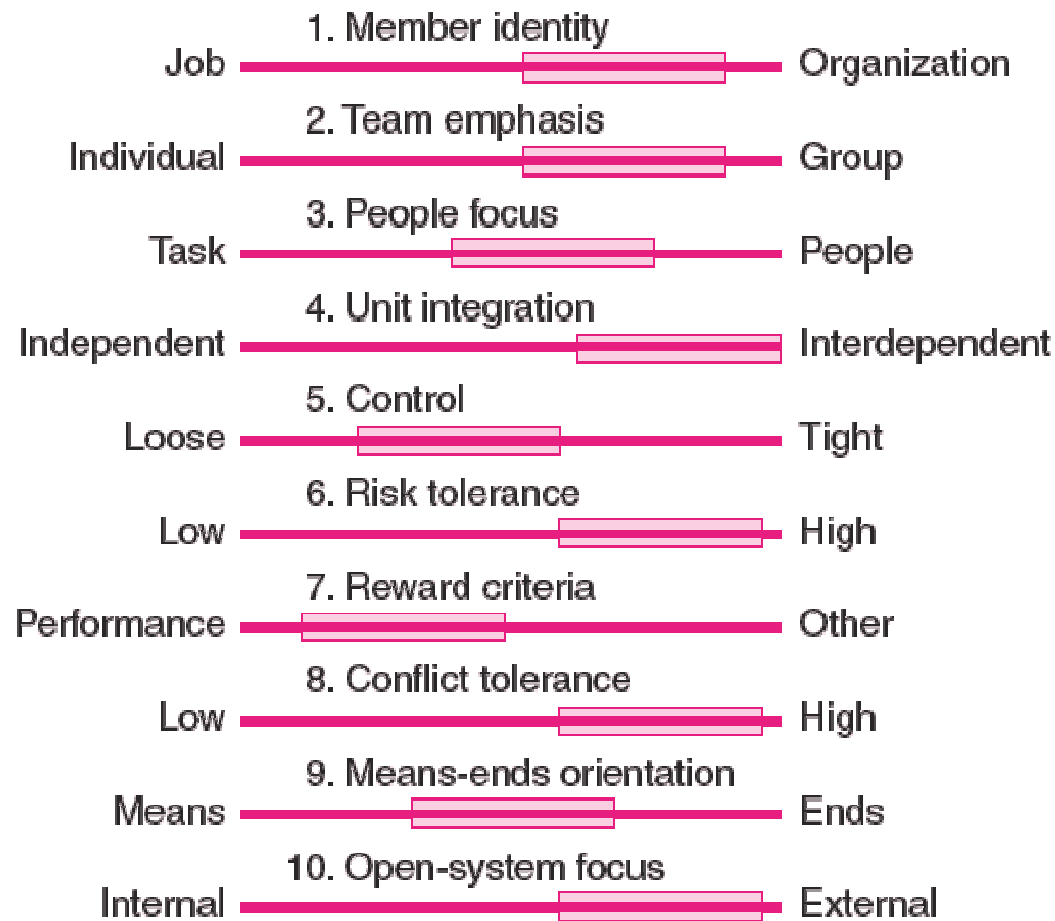 1. Member identity
Job Organization
2. Team emphasis
Individual Group
3. People focus
Task People
4. Unit integration
Independent Interdependent
5. Control
Loose Tight
6. Risk tolerance
Low High
7. Reward criteria
Performance Other
8. Conflict tolerance
Low High
9. Means-ends orientation
Means Ends
10. Open-system focus
Internal External